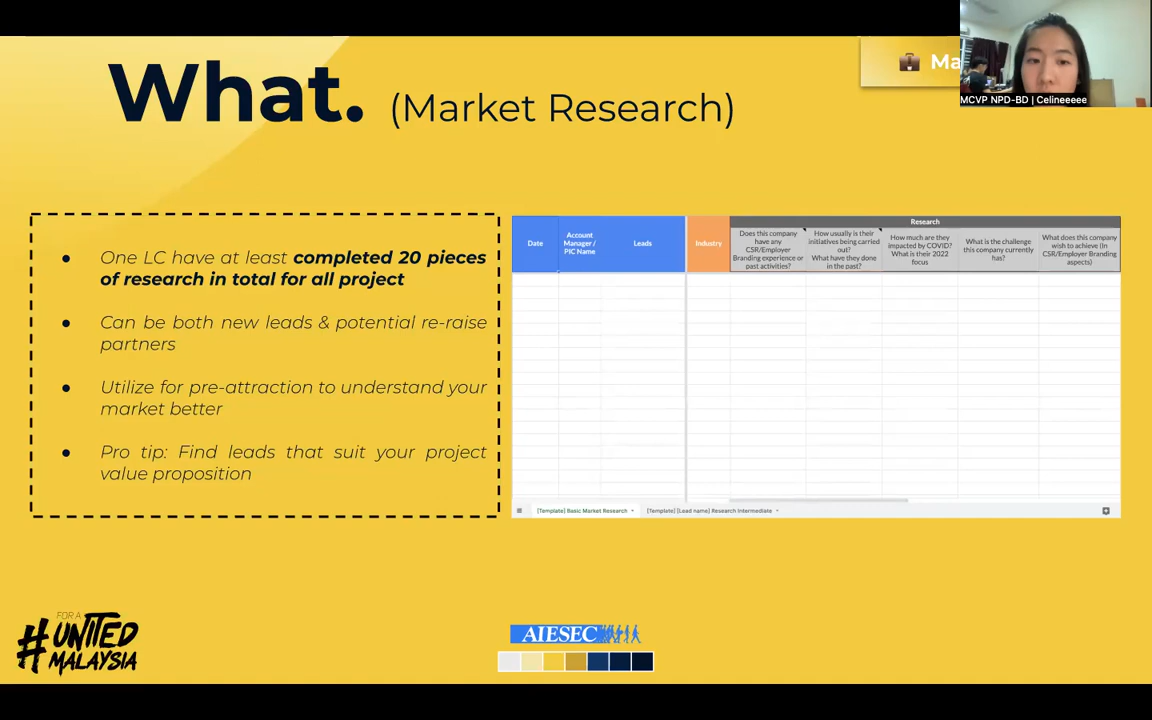 What. (Market Research)
💼 Ma
MCVP NPD-BD | Celineeeee
● One LC have at least completed 20 pieces
of research in total for all project
● Can be both new leads & potential re-raise
partners
● Utilize for pre-attraction to understand your
market better
● Pro tip: Find leads that suit your project
value proposition
Research
Date
Account
Manager /
PIC Name
Leads
Industry
Does this company
have any
CSR/Employer
Branding experience or
past activities?
How usually is their
initiatives being carried
out?
What have they done
in the past?
How much are they
impacted by COVID?
What is their 2022
focus
What is the challenge
this company currently
has?
What does this company
wish to achieve (In
CSR/Employer Branding
aspects)
[Template] Basic Market Research
[Template] [Lead name] Research Intermediate
FOR A
#UNITED
MALAYSIA
AIESEC